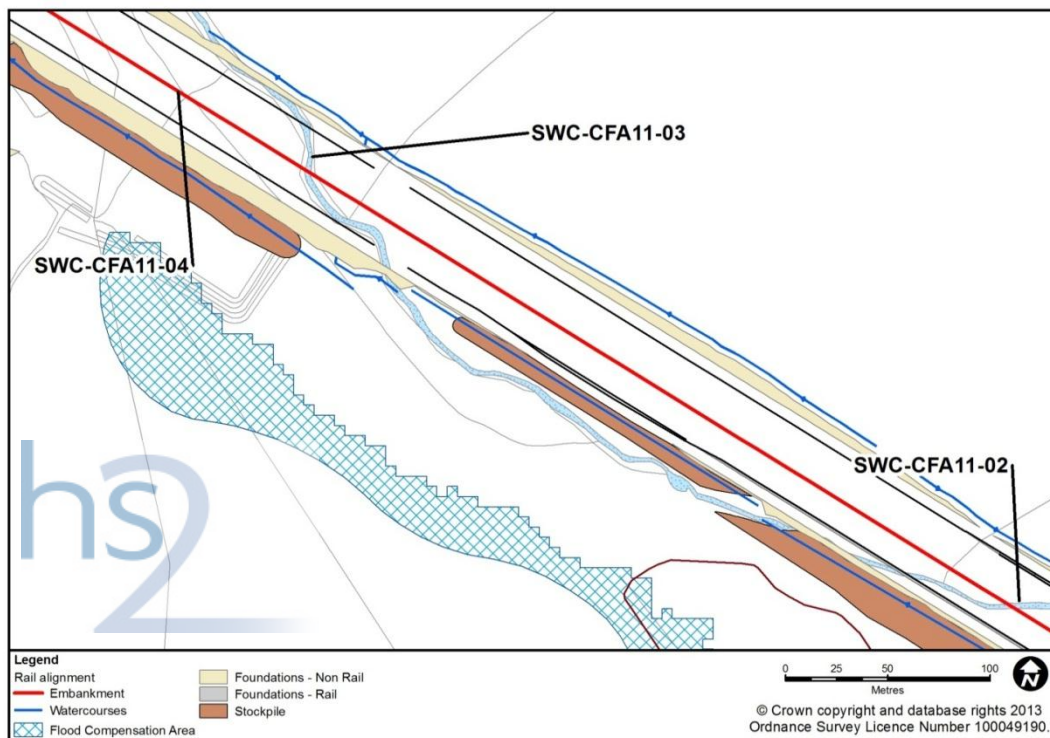 SWC-CFA11-03
SWC-CFA11-04
SWC-CFA11-02
hs2
Legend
Rail alignment
Embankment
Watercourses
Flood Compensation Area
Foundations - Non Rail
Foundations - Rail
Stockpile
0 25 50 100
Metres
N
© Crown copyright and database rights 2013
Ordnance Survey Licence Number 100049190.